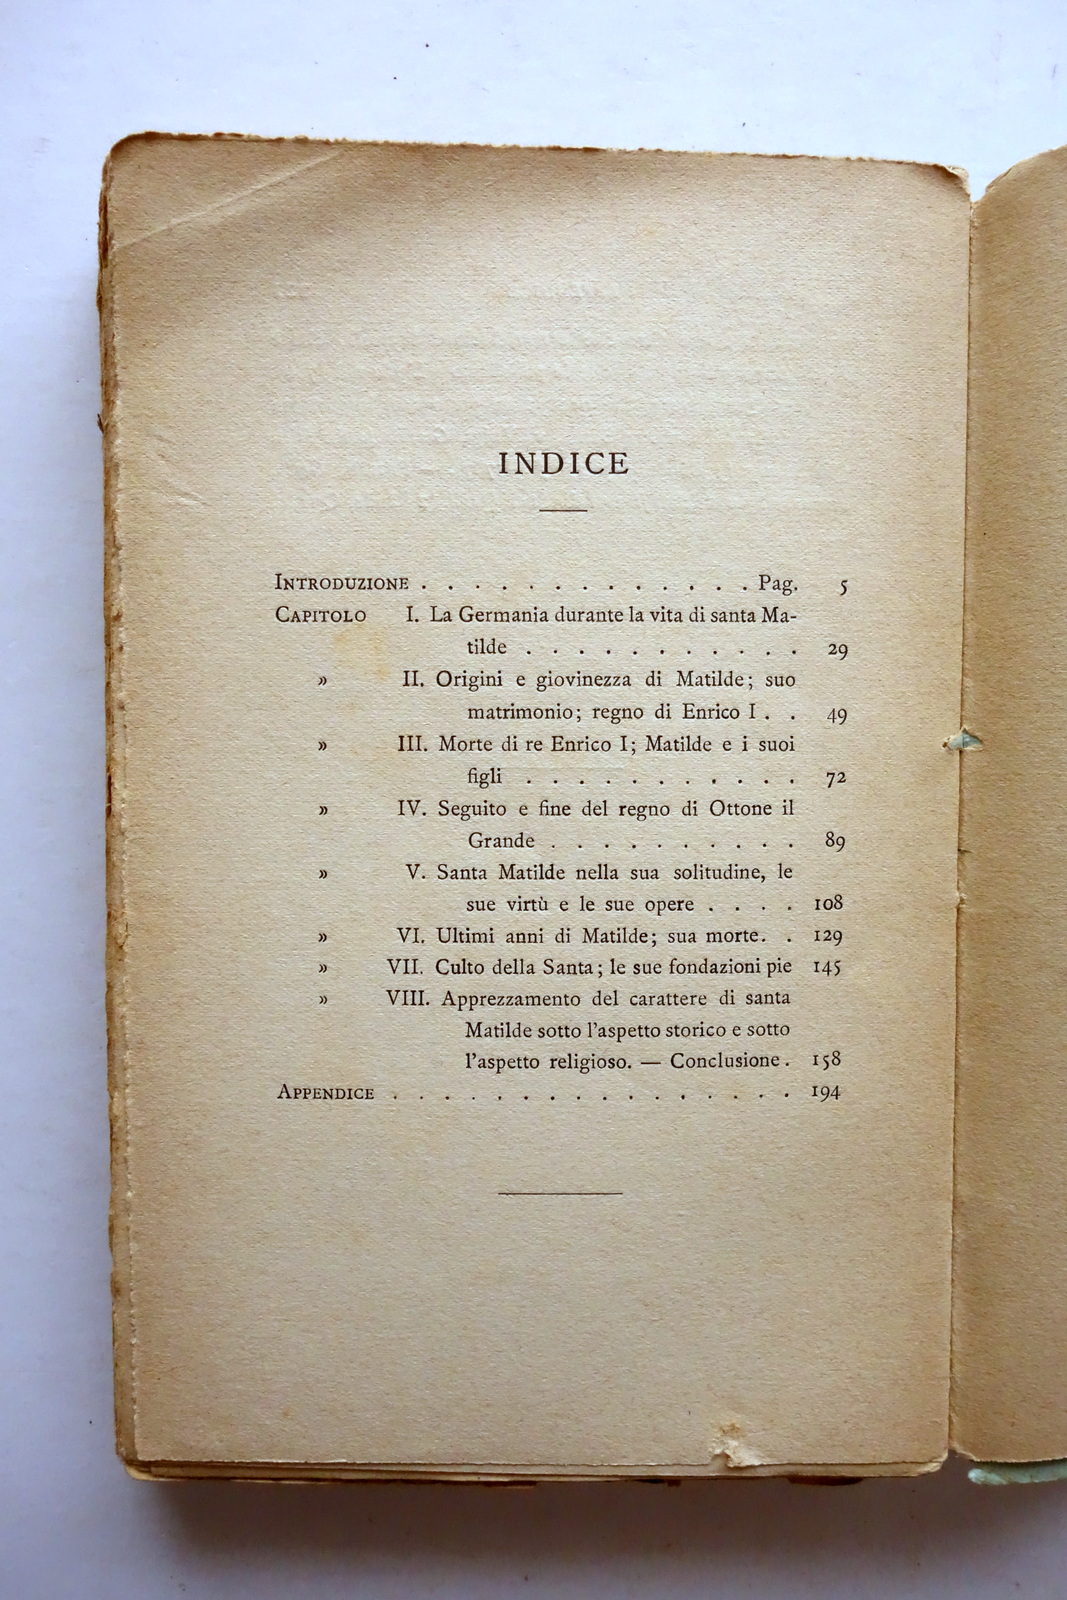 INDICE
INTRODUZIONE . . . . . . . . . . . . . Pag. 5
CAPITOLO I. La Germania durante la vita di santa Ma-
tilde . . . . . . . . . . . 29
» II. Origini e giovinezza di Matilde; suo
matrimonio; regno di Enrico I . . 49
» III. Morte di re Enrico I; Matilde e i suoi
figli . . . . . . . . . . . 72
» IV. Seguito e fine del regno di Ottone il
Grande . . . . . . . . . . 89
» V. Santa Matilde nella sua solitudine, le
sue virtù e le sue opere . . . . 108
» VI. Ultimi anni di Matilde; sua morte. . 129
» VII. Culto della Santa; le sue fondazioni pie 145
» VIII. Apprezzamento del carattere di santa
Matilde sotto l'aspetto storico e sotto
l'aspetto religioso. — Conclusione. 158
APPENDICE . . . . . . . . . . . . . . . . 194